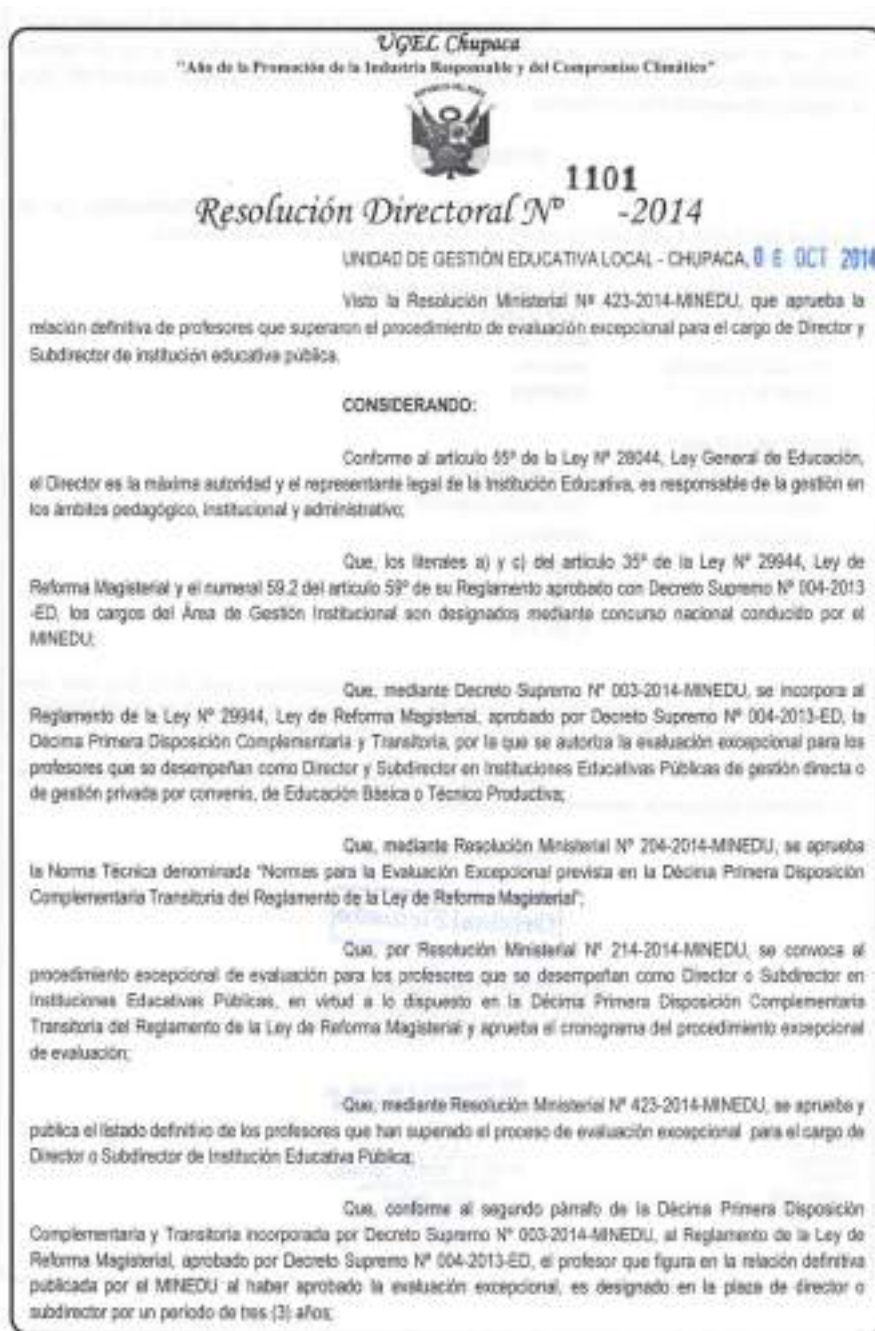 UGEL Chupaca
"Año de la Promoción de la Industria Responsable y del Compromiso Climático"
REPUBLICA DEL PERU
1101
Resolución Directoral Nº -2014
UNIDAD DE GESTIÓN EDUCATIVA LOCAL - CHUPACA, 06 OCT 2014
Visto la Resolución Ministerial Nº 423-2014-MINEDU, que aprueba la
relación definitiva de profesores que superaron el procedimiento de evaluación excepcional para el cargo de Director y
Subdirector de institución educativa pública.
CONSIDERANDO:
Conforme al artículo 55º de la Ley Nº 28044, Ley General de Educación,
el Director es la máxima autoridad y el representante legal de la Institución Educativa, es responsable de la gestión en
los ámbitos pedagógico, institucional y administrativo;
Que, los literales a) y c) del artículo 35º de la Ley Nº 29944, Ley de
Reforma Magisterial y el numeral 59.2 del artículo 59º de su Reglamento aprobado con Decreto Supremo Nº 004-2013
-ED, los cargos del Área de Gestión Institucional son designados mediante concurso nacional conducido por el
MINEDU;
Que, mediante Decreto Supremo Nº 003-2014-MINEDU, se incorpora al
Reglamento de la Ley Nº 29944, Ley de Reforma Magisterial, aprobado por Decreto Supremo Nº 004-2013-ED, la
Décima Primera Disposición Complementaria y Transitoria, por la que se autoriza la evaluación excepcional para los
profesores que se desempeñan como Director y Subdirector en Instituciones Educativas Públicas de gestión directa o
de gestión privada por convenio, de Educación Básica o Técnico Productiva;
Que, mediante Resolución Ministerial Nº 204-2014-MINEDU, se aprueba
la Norma Técnica denominada "Normas para la Evaluación Excepcional prevista en la Décima Primera Disposición
Complementaria Transitoria del Reglamento de la Ley de Reforma Magisterial";
Que, por Resolución Ministerial Nº 214-2014-MINEDU, se convoca al
procedimiento excepcional de evaluación para los profesores que se desempeñan como Director o Subdirector en
Instituciones Educativas Públicas, en virtud a lo dispuesto en la Décima Primera Disposición Complementaria
Transitoria del Reglamento de la Ley de Reforma Magisterial y aprueba el cronograma del procedimiento excepcional
de evaluación;
Que, mediante Resolución Ministerial Nº 423-2014-MINEDU, se aprueba y
publica el listado definitivo de los profesores que han superado el proceso de evaluación excepcional para el cargo de
Director o Subdirector de Institución Educativa Pública;
Que, conforme al segundo párrafo de la Décima Primera Disposición
Complementaria y Transitoria incorporada por Decreto Supremo Nº 003-2014-MINEDU, al Reglamento de la Ley de
Reforma Magisterial, aprobado por Decreto Supremo Nº 004-2013-ED, el profesor que figura en la relación definitiva
publicada por el MINEDU al haber aprobado la evaluación excepcional, es designado en la plaza de director o
subdirector por un periodo de tres (3) años;